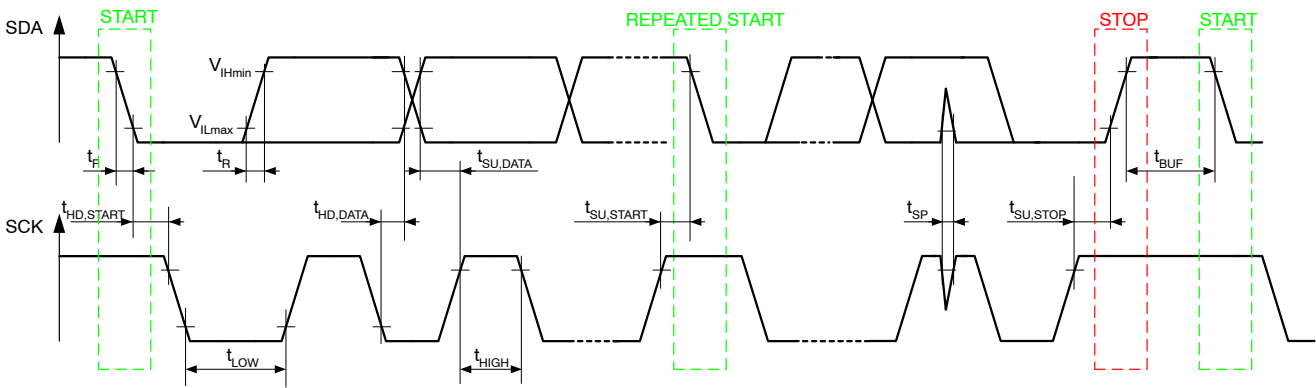 START
REPEATED START
STOP
START
SDA
VIHmin
VILmax
tF
tR
tSU,DATA
tBUF
tHD,START
tHD,DATA
tSU,START
tSP
tSU,STOP
SCK
tLOW
tHIGH